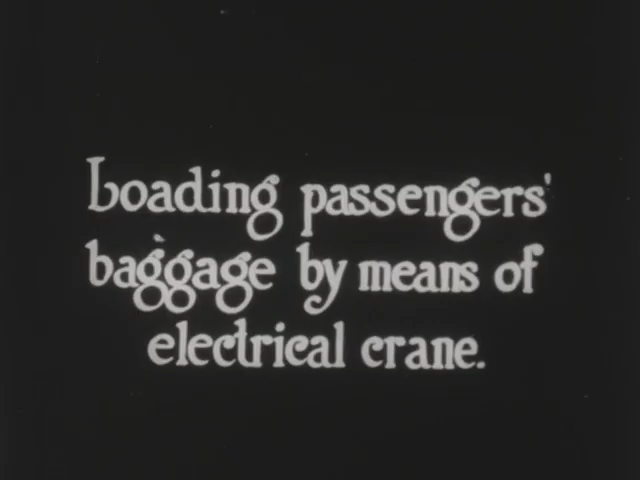 Loading passengers'
baggage by means of
electrical crane.